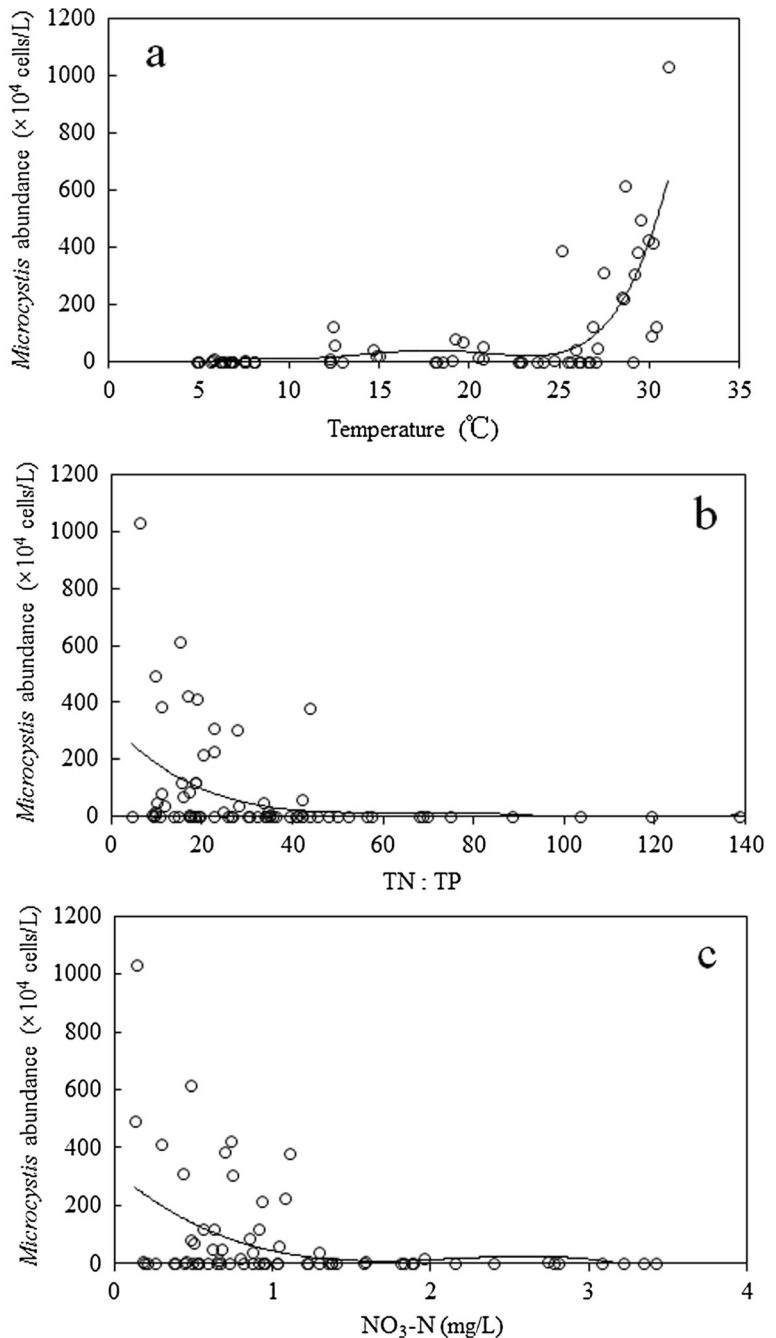 a
1200
1000
800
600
400
200
0
Microcystis abundance (×10⁴ cells/L)
0 5 10 15 20 25 30 35
Temperature (℃)
b
1200
1000
800
600
400
200
0
Microcystis abundance (×10⁴ cells/L)
0 20 40 60 80 100 120 140
TN : TP
c
1200
1000
800
600
400
200
0
Microcystis abundance (×10⁴ cells/L)
0 1 2 3 4
NO₃-N (mg/L)